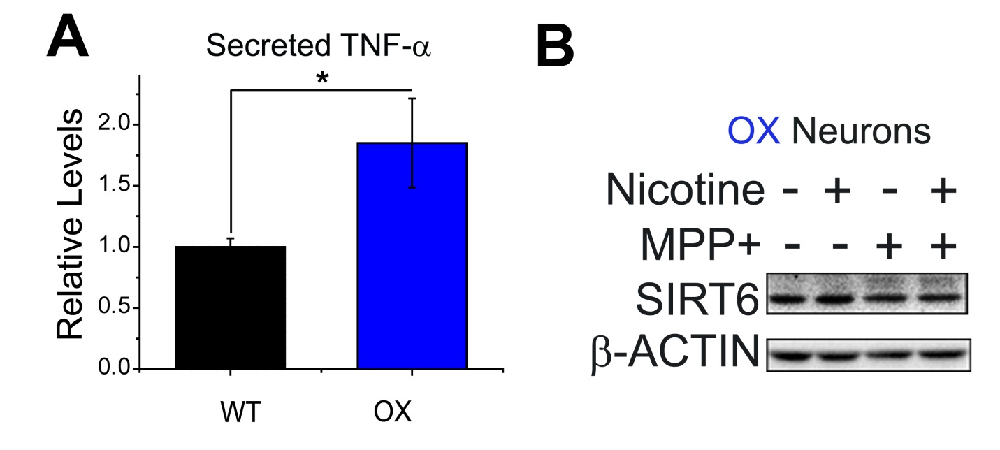 A
Secreted TNF-α
*
Relative Levels
2.0
1.5
1.0
0.5
0.0
WT OX
B
OX Neurons
Nicotine - + - +
MPP+ - - + +
SIRT6
β-ACTIN